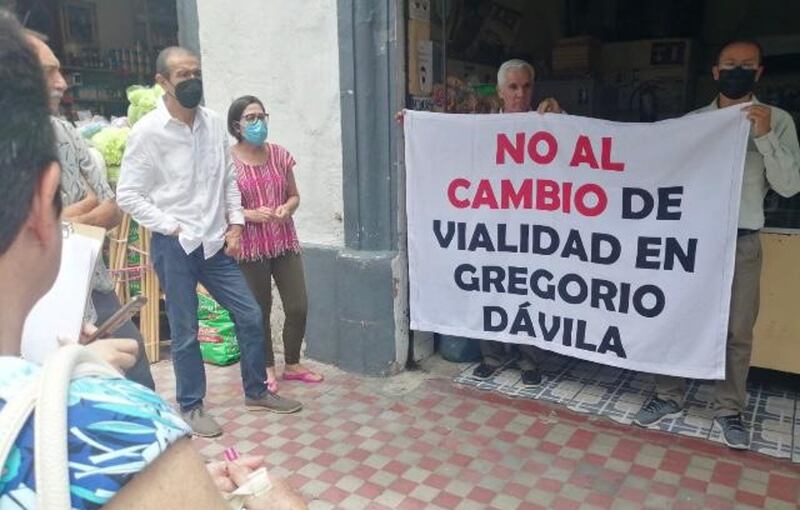 NO AL
CAMBIO DE
VIALIDAD EN
GREGORIO
DÁVILA